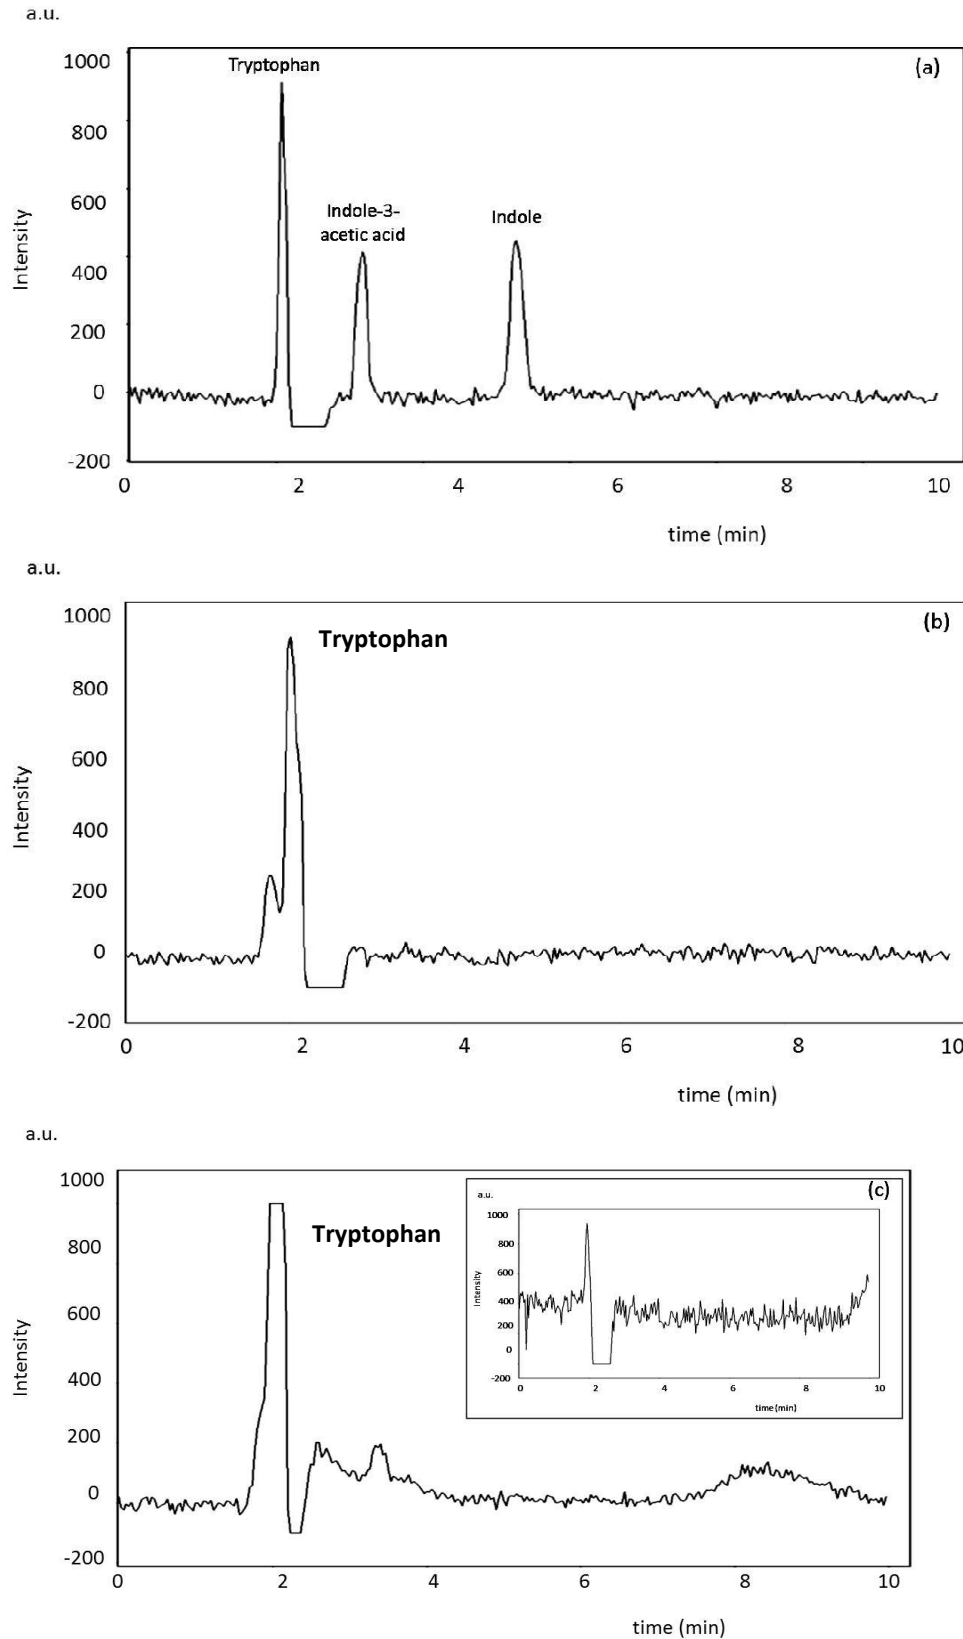 a.u.
1000
(a)
Tryptophan
800
600
Indole-3-
acetic acid
Indole
Intensity
400
200
0
-200
0 2 4 6 8 10
time (min)
a.u.
1000
(b)
Tryptophan
800
600
Intensity
400
200
0
-200
0 2 4 6 8 10
time (min)
a.u.
1000
Tryptophan
800
600
Intensity
400
200
0
-200
0 2 4 6 8 10
time (min)
(c)
a.u.
1000
800
600
Intensity
400
200
0
-200
0 2 4 6 8 10
time (min)